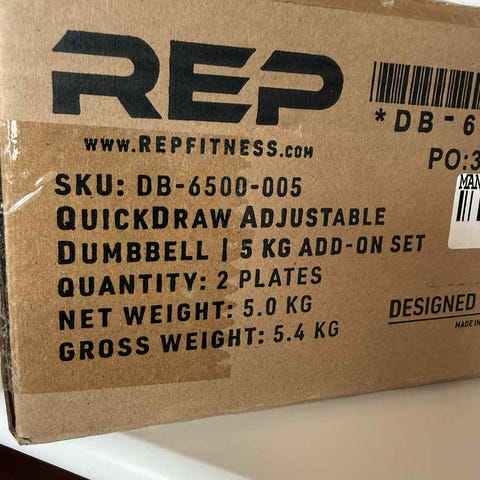 REP
WWW.REPFITNESS.COM
SKU: DB-6500-005
QUICKDRAW ADJUSTABLE
DUMBBELL | 5 KG ADD-ON SET
QUANTITY: 2 PLATES
NET WEIGHT: 5.0 KG
GROSS WEIGHT: 5.4 KG
*DB-6
PO:3
MAN
DESIGNED
MADE IN